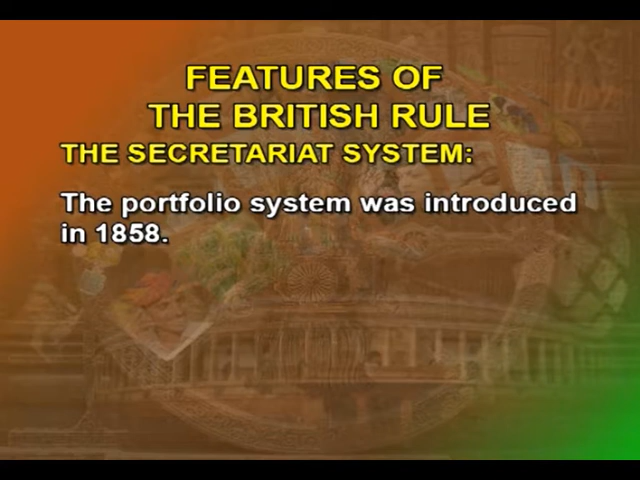 FEATURES OF
THE BRITISH RULE
THE SECRETARIAT SYSTEM:
The portfolio system was introduced
in 1858.